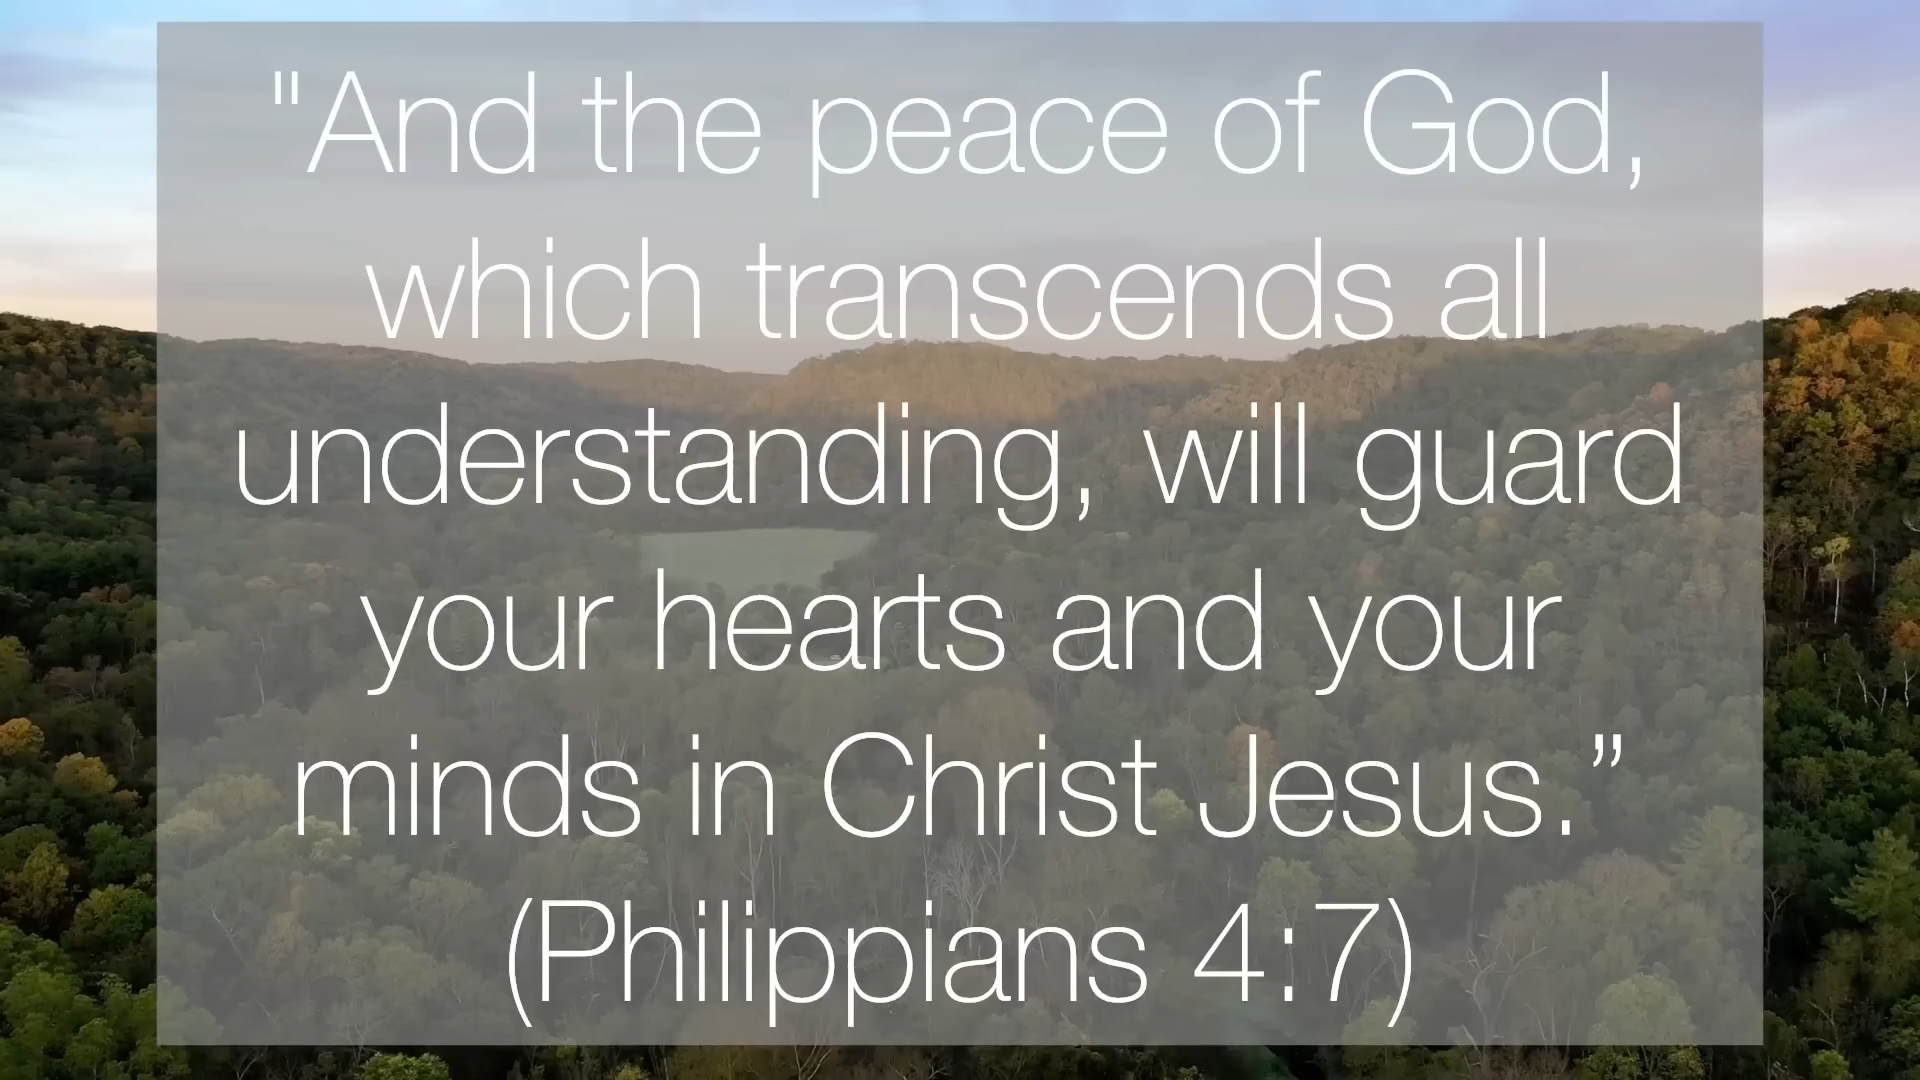 "And the peace of God,
which transcends all
understanding, will guard
your hearts and your
minds in Christ Jesus.”
(Philippians 4:7)